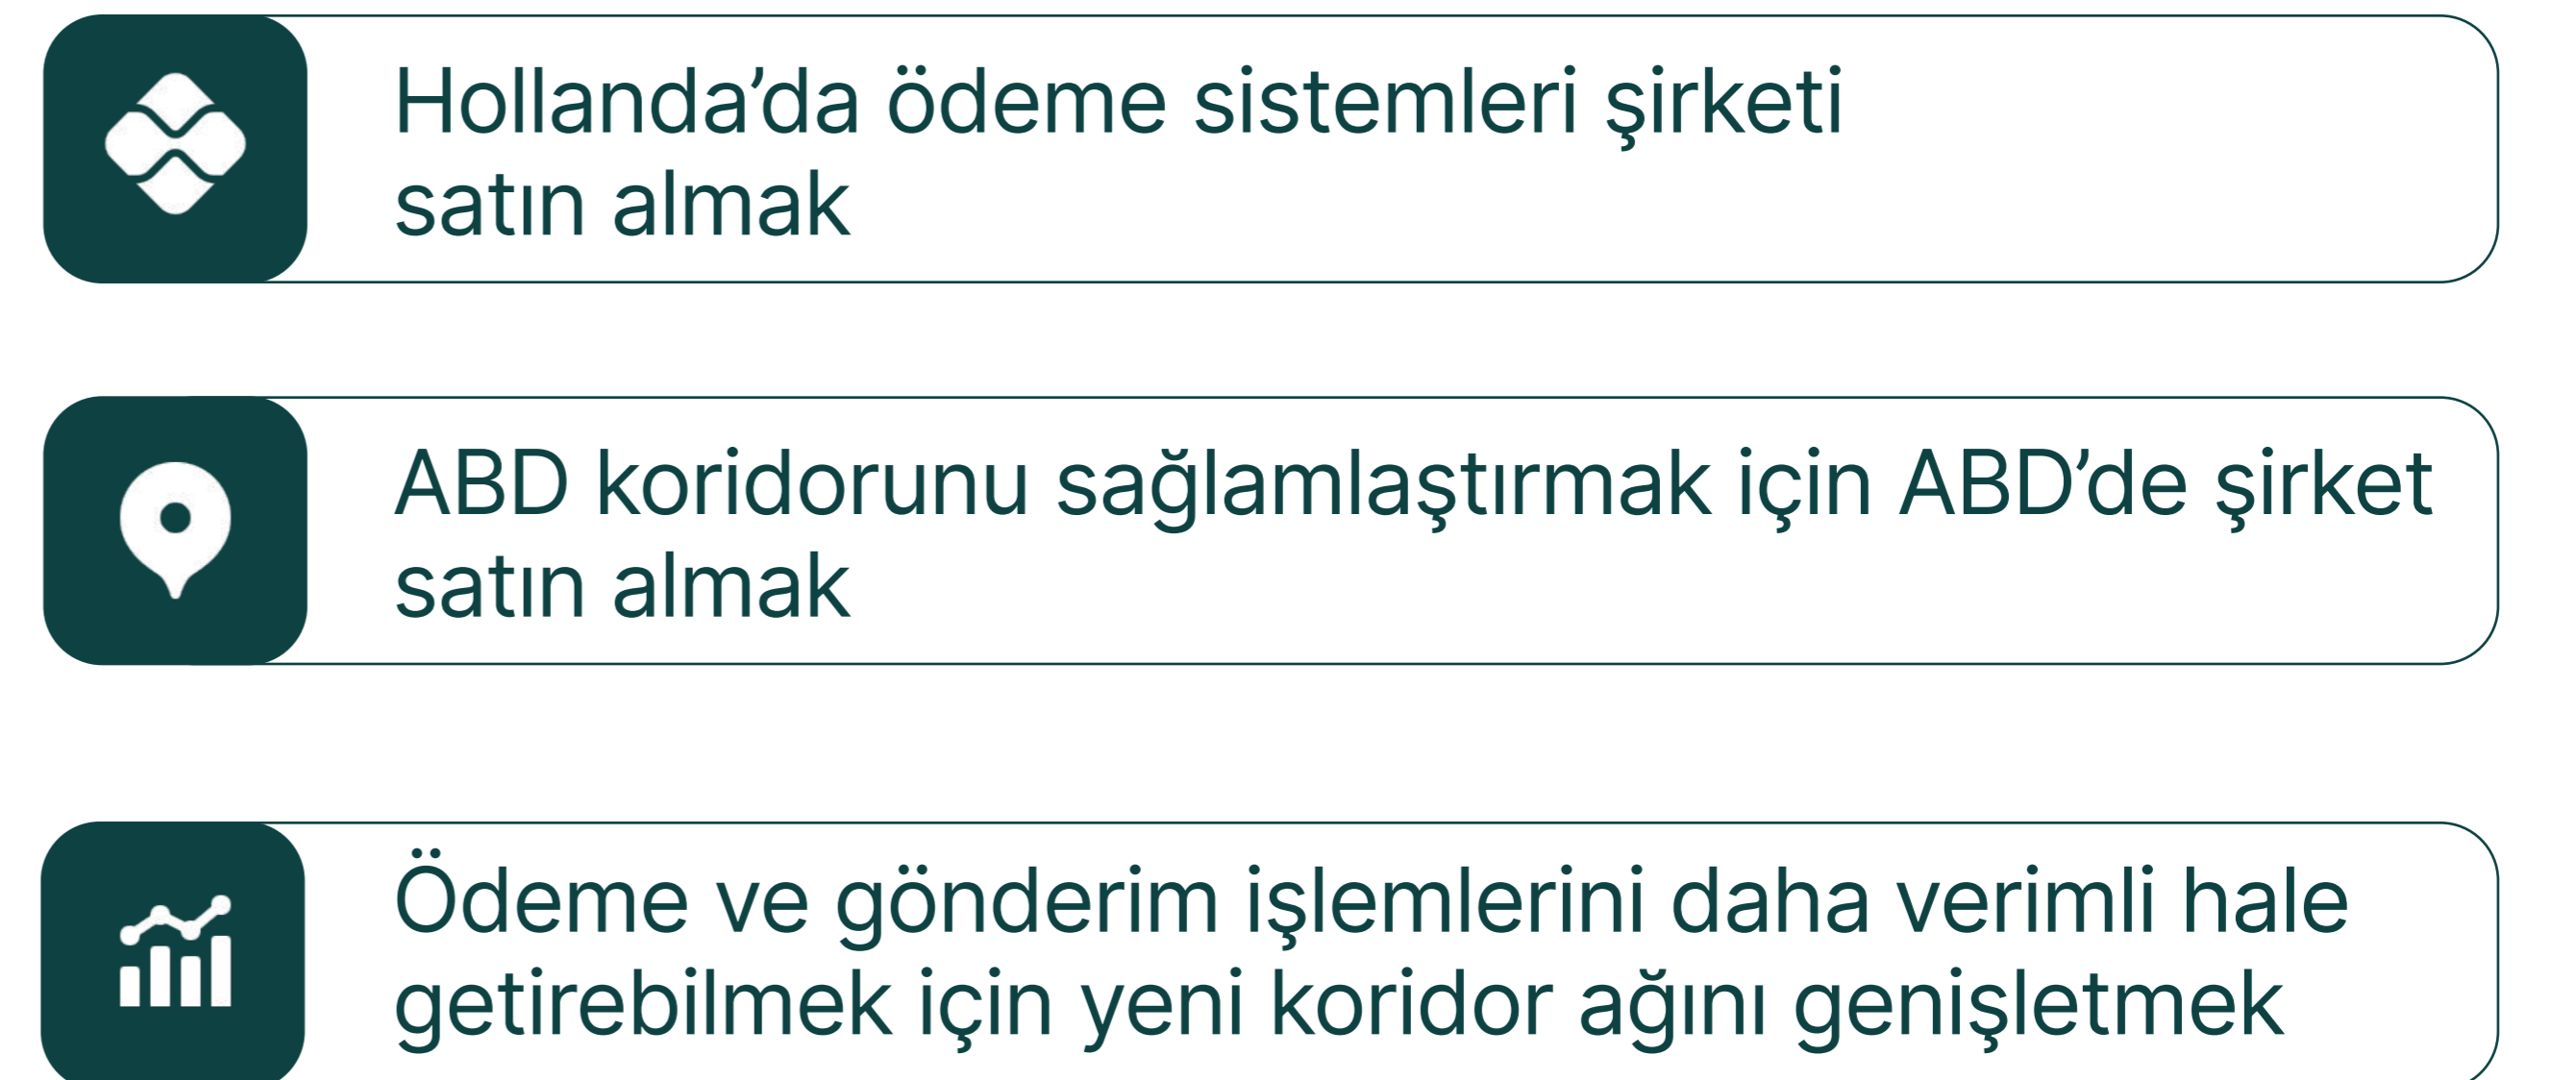 Hollanda’da ödeme sistemleri şirketi
satın almak
ABD koridorunu sağlamlaştırmak için ABD’de şirket
satın almak
Ödeme ve gönderim işlemlerini daha verimli hale
getirebilmek için yeni koridor ağını genişletmek